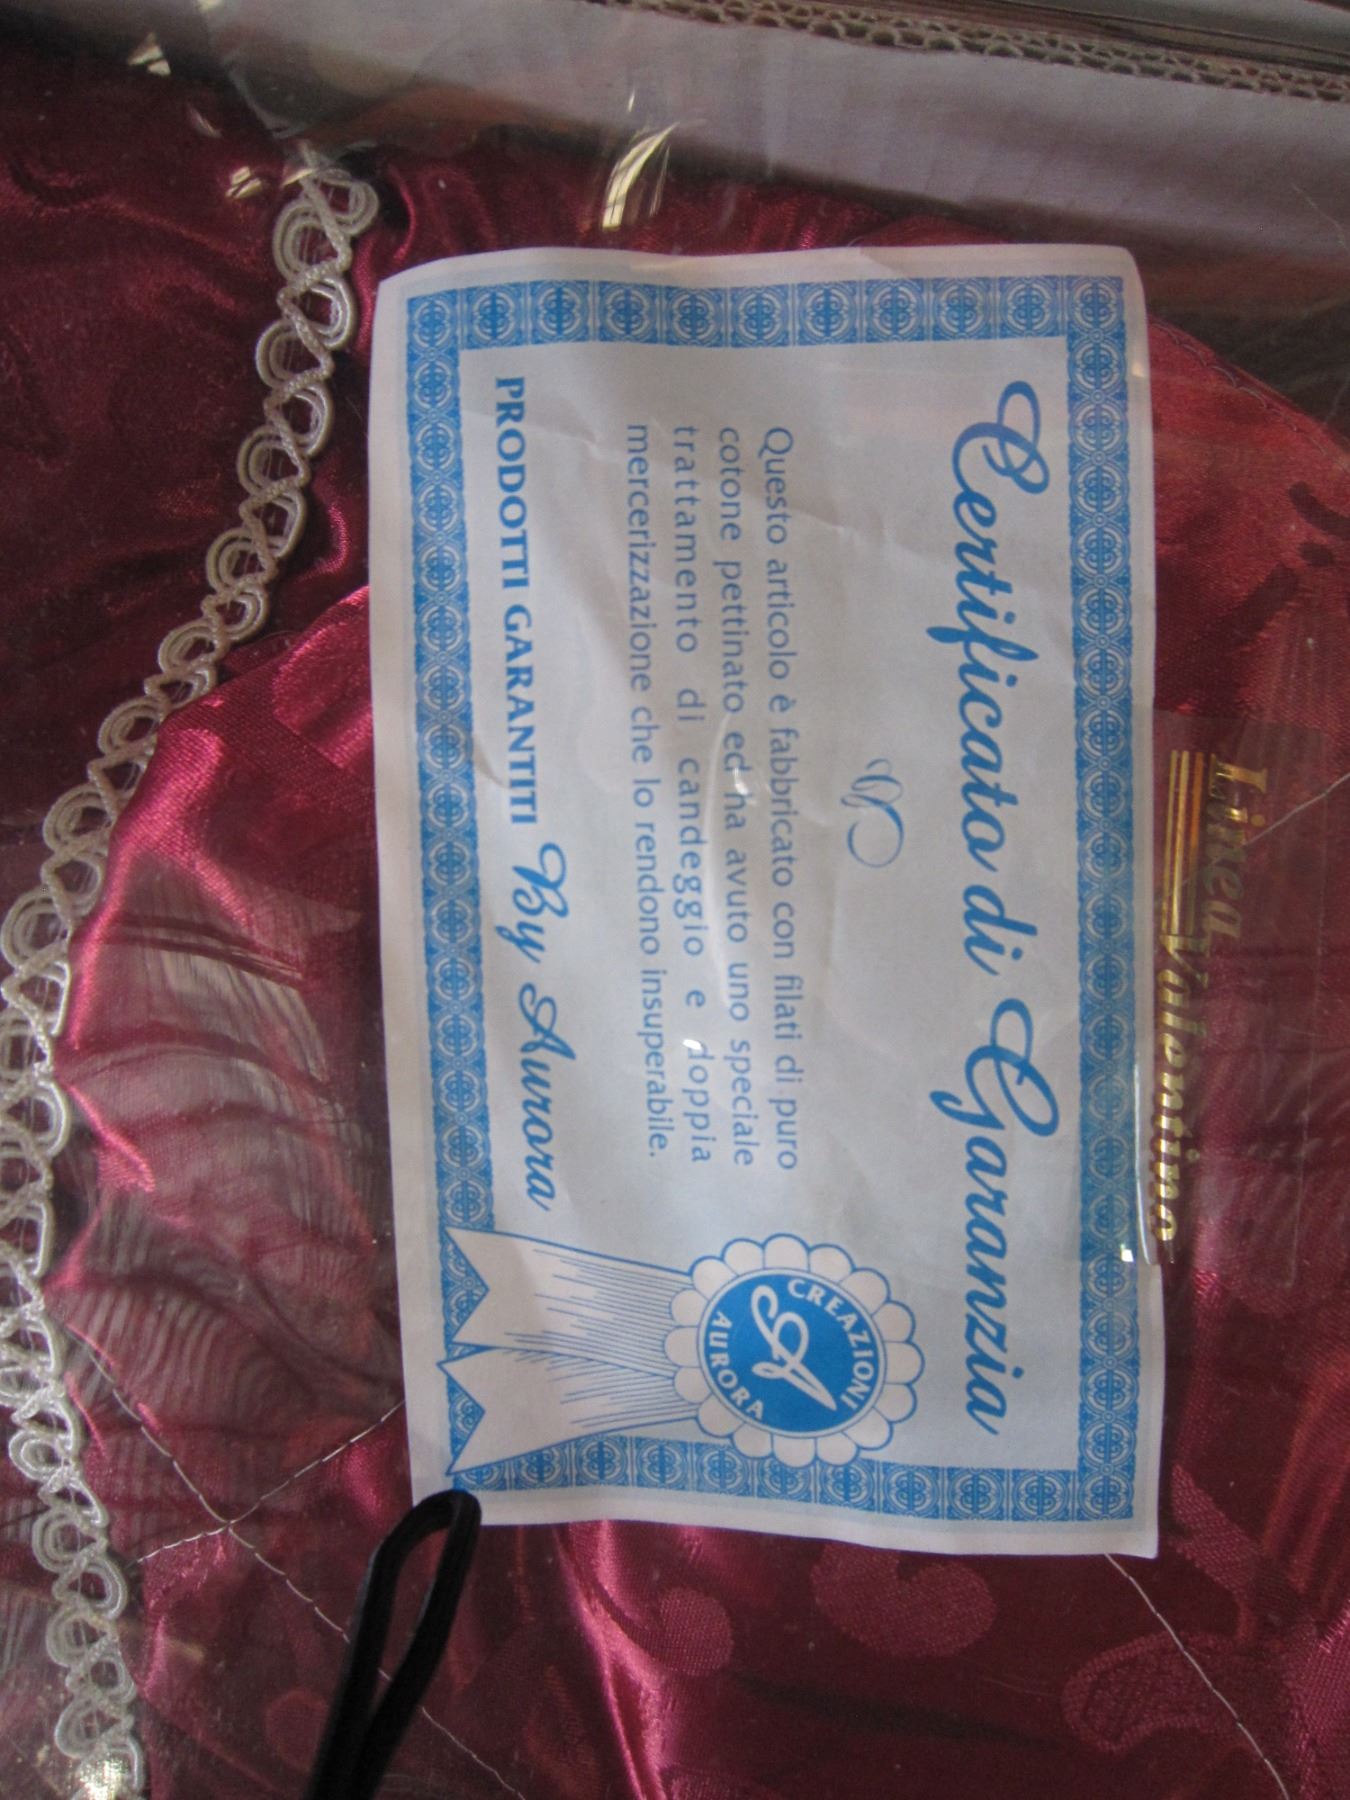 Linea
Valentino
Certificato di Garanzia
Questo articolo è fabbricato con filati di puro
cotone pettinato ed ha avuto uno speciale
trattamento di candeggio e doppia
mercerizzazione che lo rendono insuperabile.
PRODOTTI GARANTITI By Aurora
CREAZIONI
A
AURORA